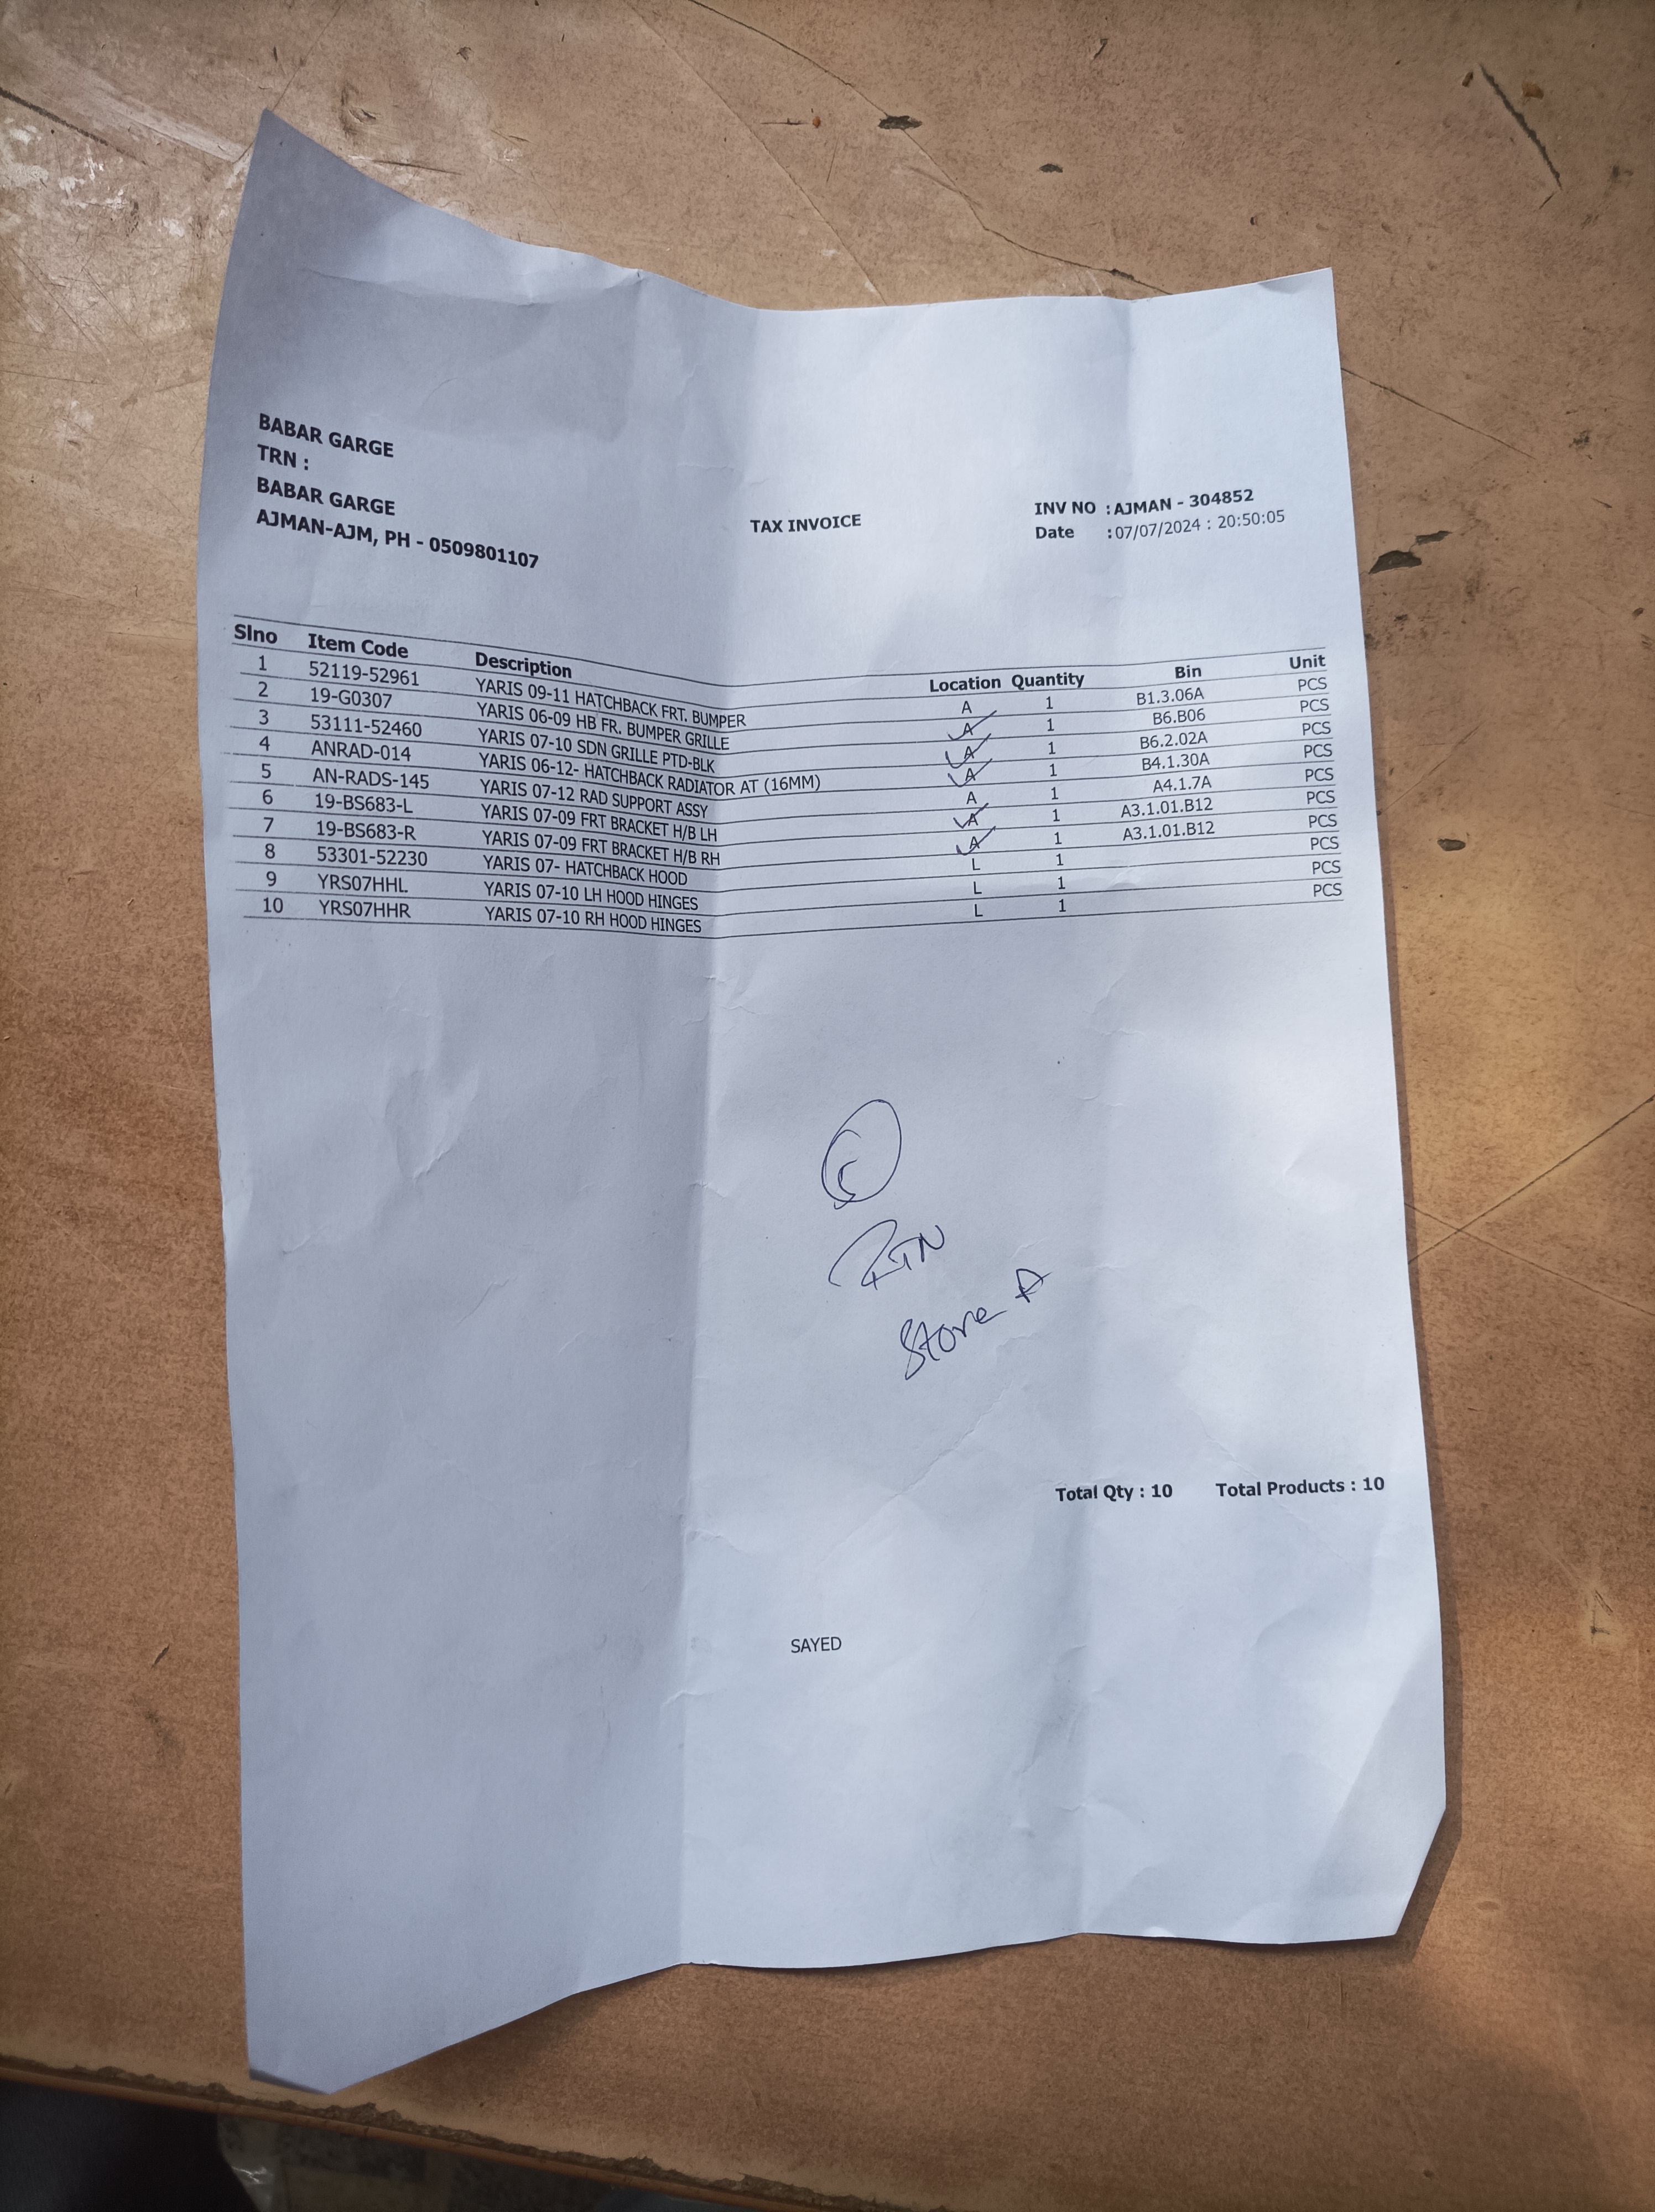 BABAR GARGE
TRN :
BABAR GARGE
AJMAN-AJM, PH - 0509801107
TAX INVOICE
INV NO : AJMAN - 304852
Date : 07/07/2024 : 20:50:05
Slno Item Code Description Location Quantity Bin Unit
1 52119-52961 YARIS 09-11 HATCHBACK FRT. BUMPER A 1 B1.3.06A PCS
2 19-G0307 YARIS 06-09 HB FR. BUMPER GRILLE A 1 B6.B06 PCS
3 53111-52460 YARIS 07-10 SDN GRILLE PTD-BLK A 1 B6.2.02A PCS
4 ANRAD-014 YARIS 06-12- HATCHBACK RADIATOR AT (16MM) A 1 B4.1.30A PCS
5 AN-RADS-145 YARIS 07-12 RAD SUPPORT ASSY A 1 A4.1.7A PCS
6 19-BS683-L YARIS 07-09 FRT BRACKET H/B LH A 1 A3.1.01.B12 PCS
7 19-BS683-R YARIS 07-09 FRT BRACKET H/B RH A 1 A3.1.01.B12 PCS
8 53301-52230 YARIS 07- HATCHBACK HOOD L 1 PCS
9 YRS07HHL YARIS 07-10 LH HOOD HINGES L 1 PCS
10 YRS07HHR YARIS 07-10 RH HOOD HINGES L 1 PCS
RTN
Store A
Total Qty : 10 Total Products : 10
SAYED